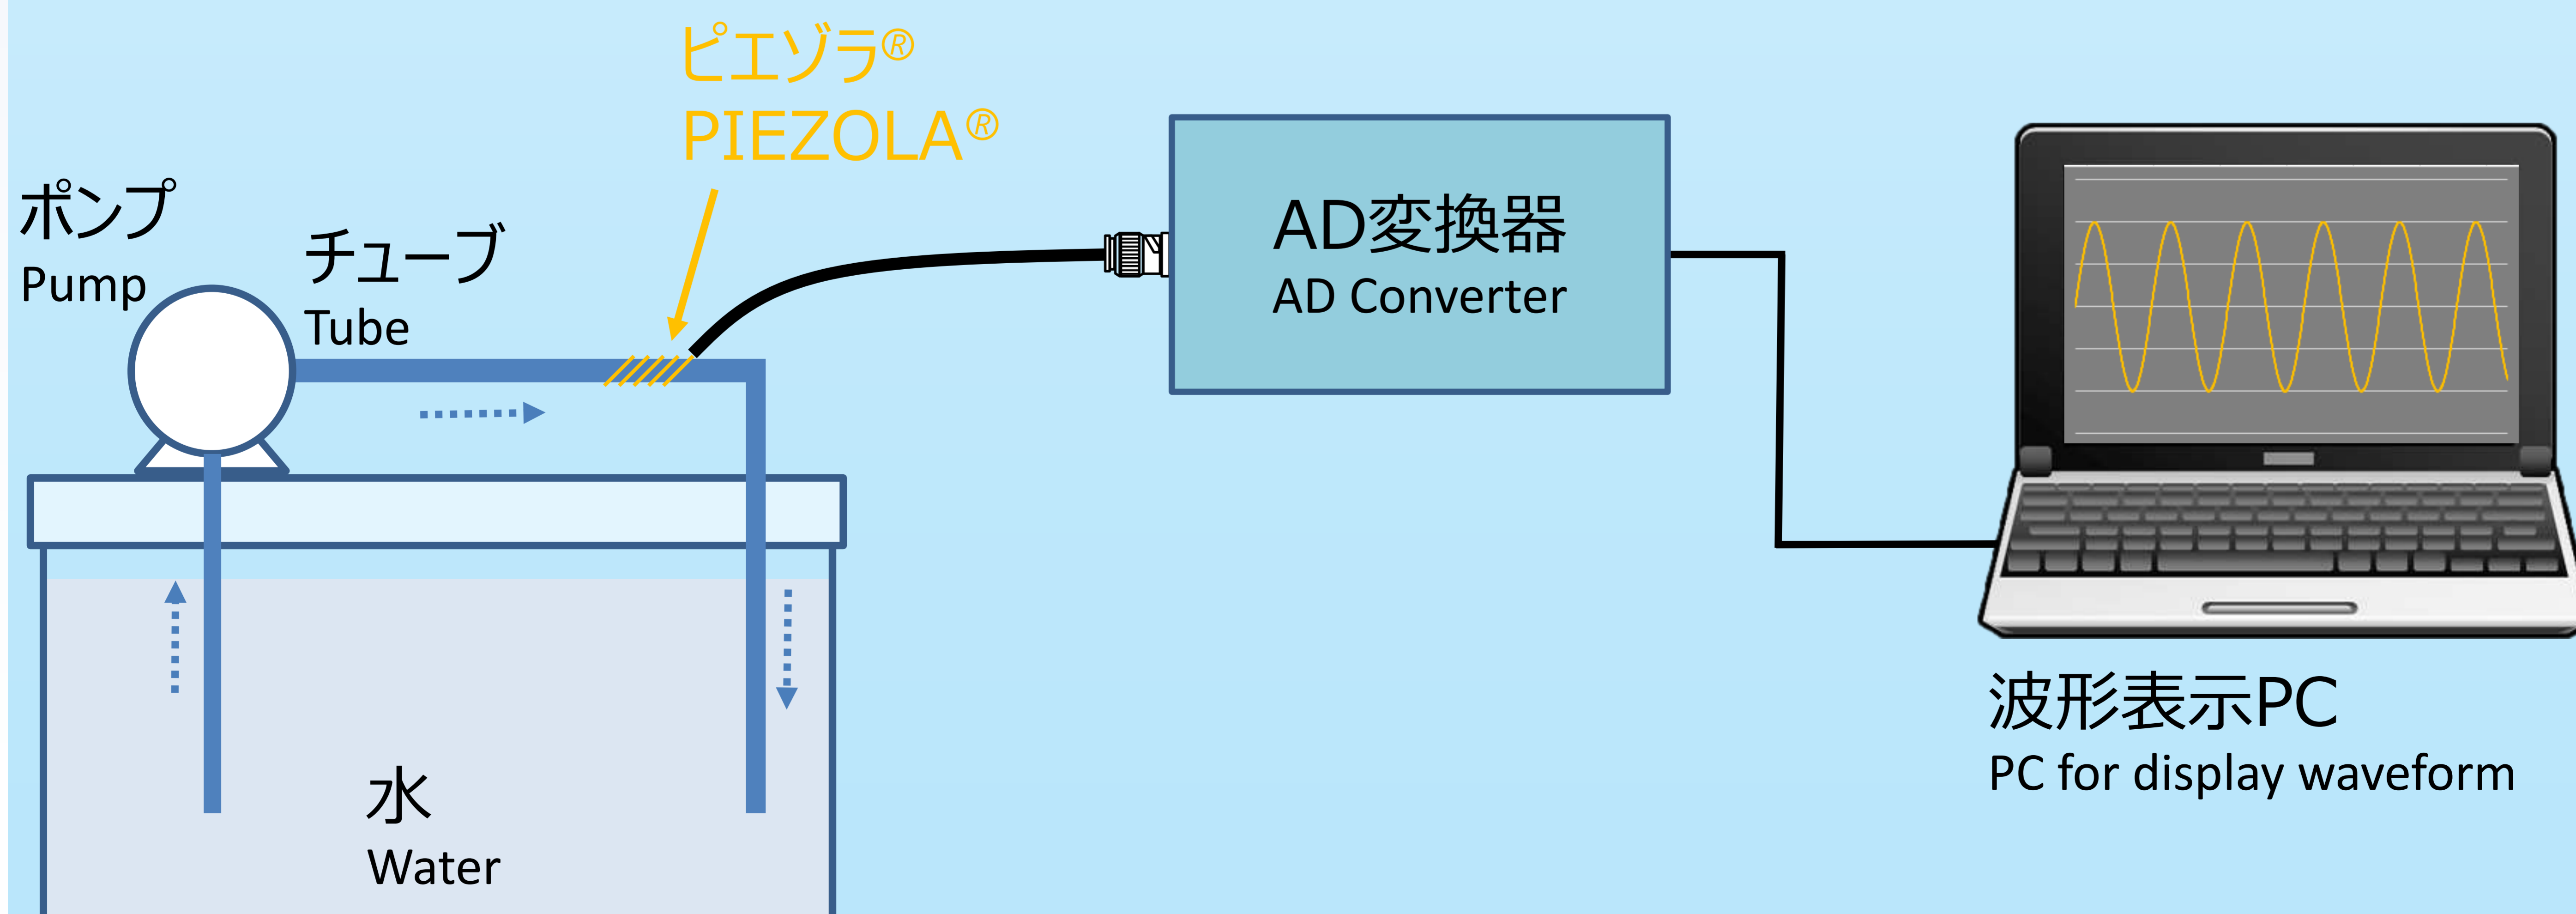 ピエゾラ®
PIEZOLA®
ポンプ
Pump
チューブ
Tube
AD変換器
AD Converter
水
Water
波形表示PC
PC for display waveform